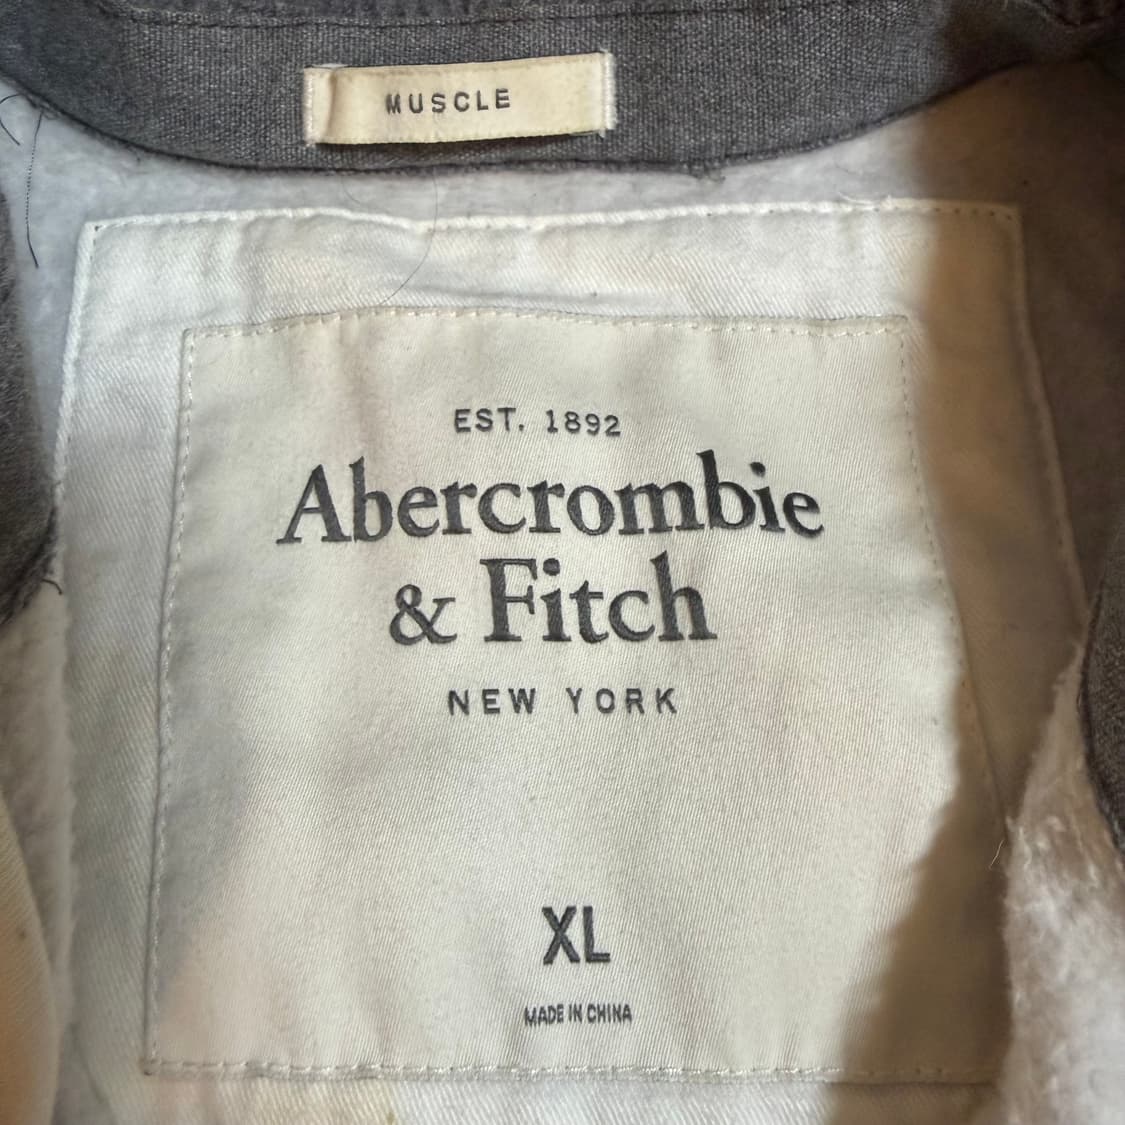 MUSCLE
EST. 1892
Abercrombie
& Fitch
NEW YORK
XL
MADE IN CHINA